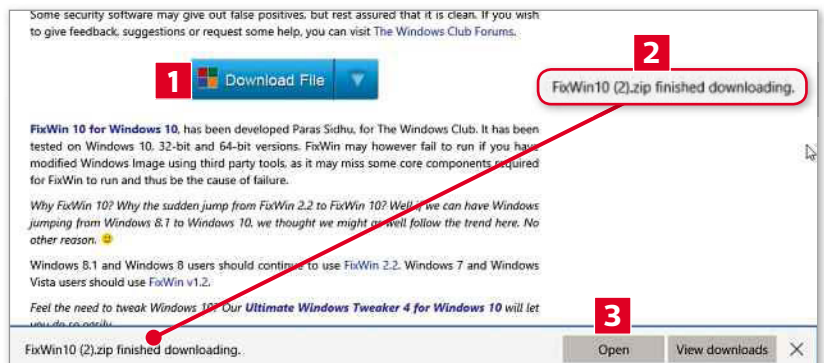 Some security software may give out false positives, but rest assured that it is clean. If you wish
to give feedback, suggestions or request some help, you can visit The Windows Club Forums.
1
Download File
2
FixWin10 (2).zip finished downloading.
FixWin 10 for Windows 10, has been developed Paras Sidhu, for The Windows Club. It has been
tested on Windows 10, 32-bit and 64-bit versions. FixWin may however fail to run if you have
modified Windows Image using third party tools, as it may miss some core components required
for FixWin to run and thus be the cause of failure.
Why FixWin 10? Why the sudden jump from FixWin 2.2 to FixWin 10? Well if we can have Windows
jumping from Windows 8.1 to Windows 10, we thought we might as well follow the trend here. No
other reason.
Windows 8.1 and Windows 8 users should continue to use FixWin 2.2. Windows 7 and Windows
Vista users should use FixWin v1.2.
Feel the need to tweak Windows 10? Our Ultimate Windows Tweaker 4 for Windows 10 will let
you do so easily
3
FixWin10 (2).zip finished downloading.
Open
View downloads